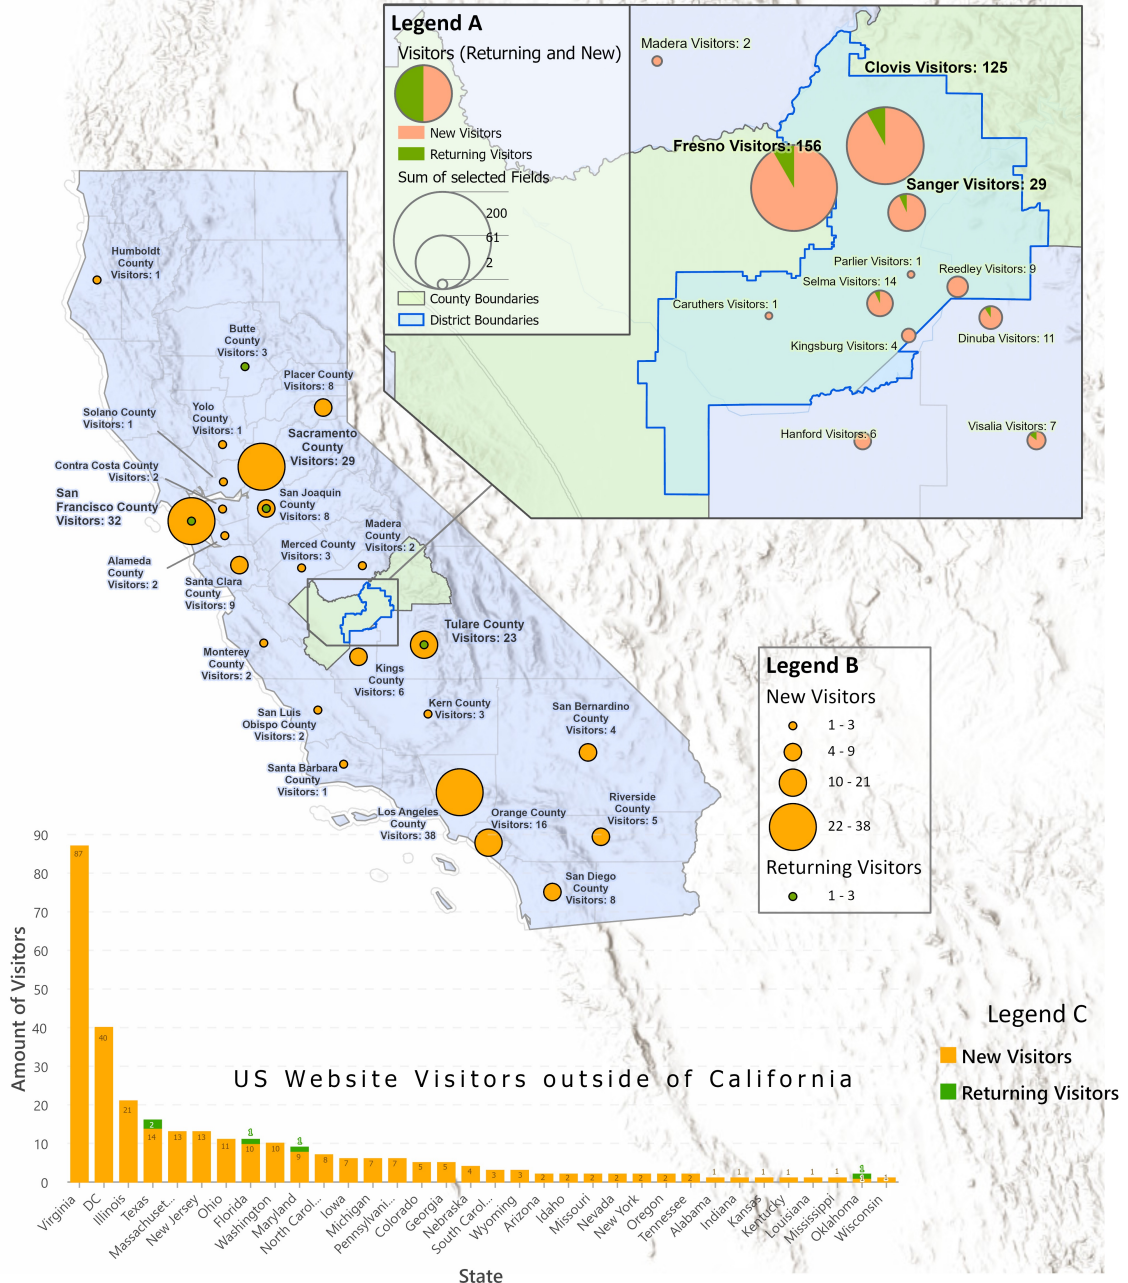 Legend A
Visitors (Returning and New)
New Visitors
Returning Visitors
Sum of selected Fields
200
61
2
County Boundaries
District Boundaries
Madera Visitors: 2
Clovis Visitors: 125
Fresno Visitors: 156
Sanger Visitors: 29
Parlier Visitors: 1
Reedley Visitors: 9
Selma Visitors: 14
Caruthers Visitors: 1
Dinuba Visitors: 11
Kingsburg Visitors: 4
Hanford Visitors: 6
Visalia Visitors: 7
Humboldt
County
Visitors: 1
Butte
County
Visitors: 3
Placer County
Visitors: 8
Solano County
Visitors: 1
Yolo
County
Visitors: 1
Sacramento
County
Visitors: 29
Contra Costa County
Visitors: 2
San
Francisco County
Visitors: 32
San Joaquin
County
Visitors: 8
Madera
County
Visitors: 2
Merced County
Visitors: 3
Alameda
County
Visitors: 2
Santa Clara
County
Visitors: 9
Tulare County
Visitors: 23
Monterey
County
Visitors: 2
Kings
County
Visitors: 6
San Luis
Obispo County
Visitors: 2
Kern County
Visitors: 3
San Bernardino
County
Visitors: 4
Santa Barbara
County
Visitors: 1
Los Angeles
County
Visitors: 38
Orange County
Visitors: 16
Riverside
County
Visitors: 5
San Diego
County
Visitors: 8
Legend B
New Visitors
1 - 3
4 - 9
10 - 21
22 - 38
Returning Visitors
1 - 3
US Website Visitors outside of California
Legend C
New Visitors
Returning Visitors
Amount of Visitors
90
80
70
60
50
40
30
20
10
0
87
40
21
2
14
13
13
11
1
10
10
1
9
8
7
7
7
5
5
4
3
3
2
2
2
2
2
2
2
1
1
1
1
1
1
1
1
1
Virginia
DC
Illinois
Texas
Massachuset...
New Jersey
Ohio
Florida
Washington
Maryland
North Carol...
Iowa
Michigan
Pennsylvani...
Colorado
Georgia
Nebraska
South Carol...
Wyoming
Arizona
Idaho
Missouri
Nevada
New York
Oregon
Tennessee
Alabama
Indiana
Kansas
Kentucky
Louisiana
Mississippi
Oklahoma
Wisconsin
State